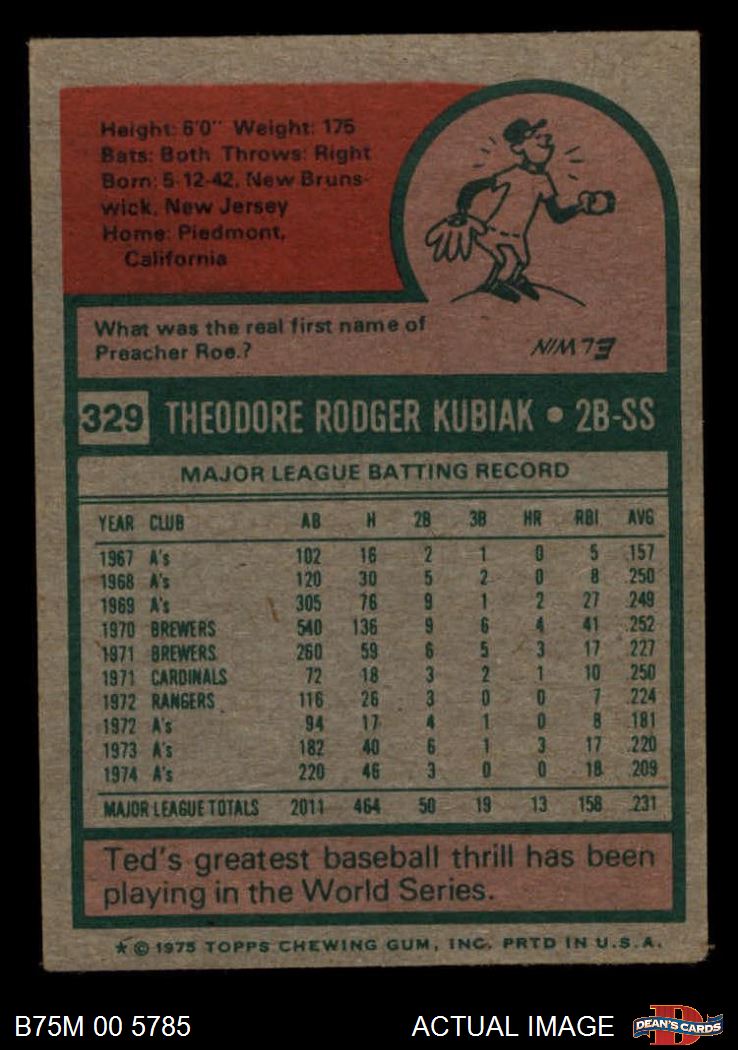 Height: 6'0" Weight: 175
Bats: Both Throws: Right
Born: 5-12-42, New Bruns-
wick, New Jersey
Home: Piedmont,
California
What was the real first name of
Preacher Roe.?
ELWIN
329 THEODORE RODGER KUBIAK • 2B-SS
MAJOR LEAGUE BATTING RECORD
YEAR CLUB AB H 2B 3B HR RBI AVG
1967 A's 102 16 2 1 0 5 .157
1968 A's 120 30 5 2 0 8 .250
1969 A's 305 76 9 1 2 27 .249
1970 BREWERS 540 136 9 6 4 41 .252
1971 BREWERS 260 59 6 5 3 17 .227
1971 CARDINALS 72 18 3 2 1 10 .250
1972 RANGERS 116 26 3 0 0 7 .224
1972 A's 94 17 4 1 0 8 .181
1973 A's 182 40 6 1 3 17 .220
1974 A's 220 46 3 0 0 18 .209
MAJOR LEAGUE TOTALS 2011 464 50 19 13 158 .231
Ted's greatest baseball thrill has been
playing in the World Series.
★ © 1975 TOPPS CHEWING GUM, INC. PRTD IN U.S.A.
B75M 00 5785 ACTUAL IMAGE DEAN'S CARDS